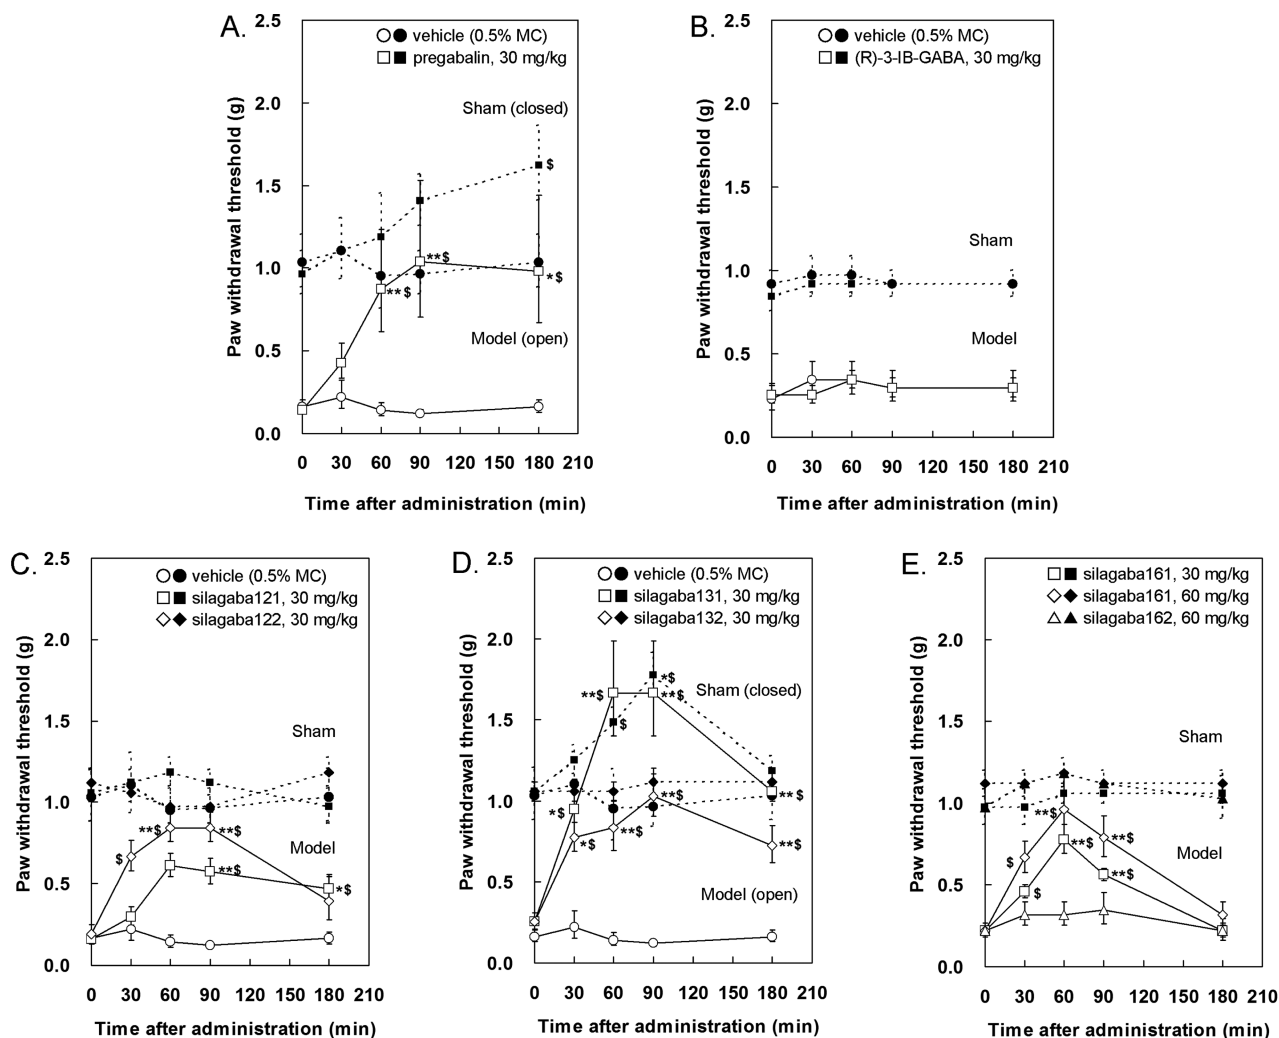 A.
2.5
vehicle (0.5% MC)
pregabalin, 30 mg/kg
2.0
Sham (closed)
$
1.5
**$
1.0
*$
**$
Model (open)
0.5
0.0
Paw withdrawal threshold (g)
0 30 60 90 120 150 180 210
Time after administration (min)
B.
2.5
vehicle (0.5% MC)
(R)-3-IB-GABA, 30 mg/kg
2.0
1.5
Sham
1.0
Model
0.5
0.0
Paw withdrawal threshold (g)
0 30 60 90 120 150 180 210
Time after administration (min)
C.
2.5
vehicle (0.5% MC)
silagaba121, 30 mg/kg
silagaba122, 30 mg/kg
2.0
1.5
Sham
1.0
**$ **$
Model
$
**$
*$
0.5
0.0
Paw withdrawal threshold (g)
0 30 60 90 120 150 180 210
Time after administration (min)
D.
2.5
vehicle (0.5% MC)
silagaba131, 30 mg/kg
silagaba132, 30 mg/kg
2.0
*$
Sham (closed)
**$ **$
$
1.5
1.0
**$ **$
*$
**$
*$ **$
Model (open)
0.5
0.0
Paw withdrawal threshold (g)
0 30 60 90 120 150 180 210
Time after administration (min)
E.
2.5
silagaba161, 30 mg/kg
silagaba161, 60 mg/kg
silagaba162, 60 mg/kg
2.0
1.5
Sham
1.0
**$
**$
**$
Model
$
**$
$
0.5
0.0
Paw withdrawal threshold (g)
0 30 60 90 120 150 180 210
Time after administration (min)